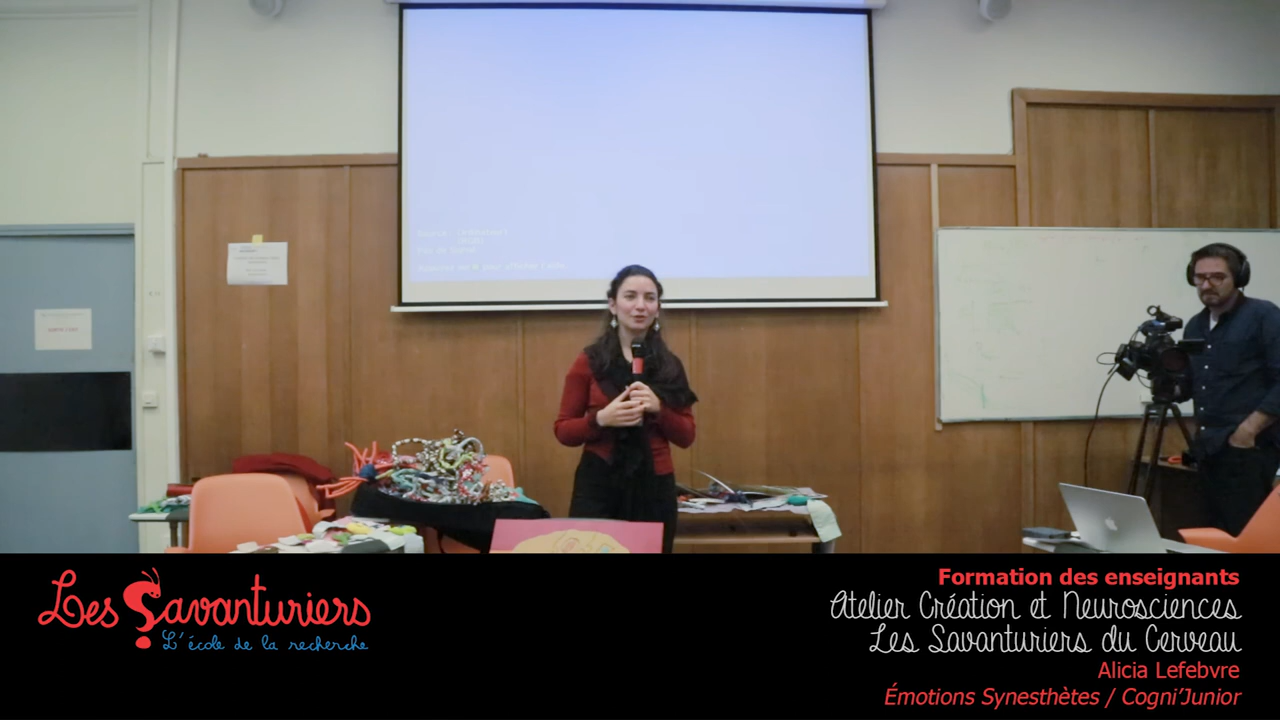 Les Savanturiers
L'école de la recherche
Formation des enseignants
Atelier Création et Neurosciences
Les Savanturiers du Cerveau
Alicia Lefebvre
Émotions Synesthètes / Cogni'Junior